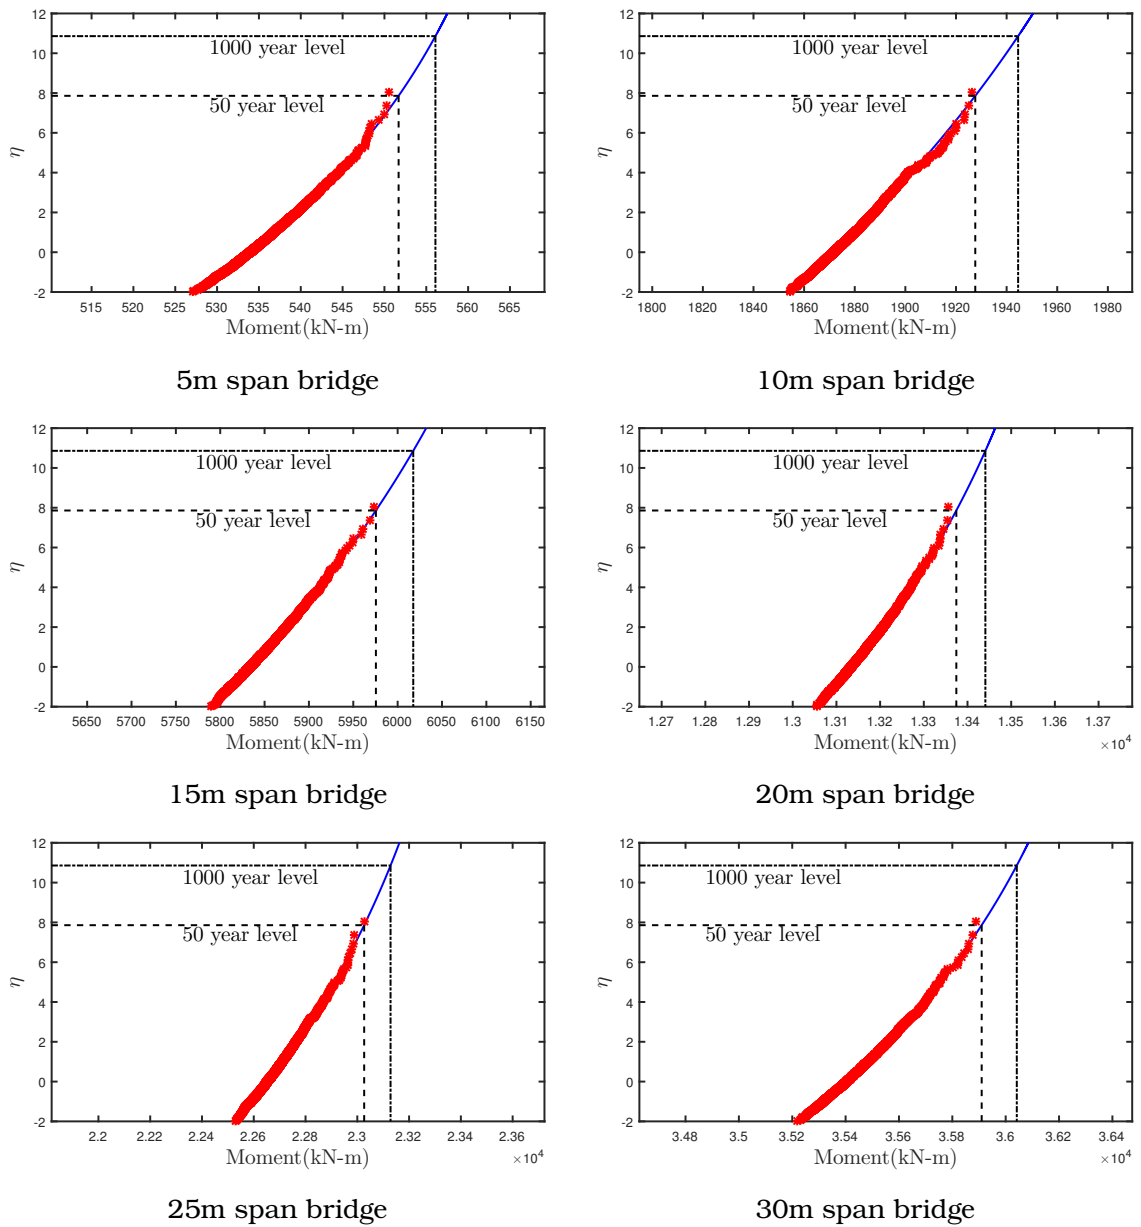 12
10
8
6
4
2
0
-2
η
1000 year level
50 year level
515 520 525 530 535 540 545 550 555 560 565
Moment(kN-m)
5m span bridge
12
10
8
6
4
2
0
-2
η
1000 year level
50 year level
1800 1820 1840 1860 1880 1900 1920 1940 1960 1980
Moment(kN-m)
10m span bridge
12
10
8
6
4
2
0
-2
η
1000 year level
50 year level
5650 5700 5750 5800 5850 5900 5950 6000 6050 6100 6150
Moment(kN-m)
15m span bridge
12
10
8
6
4
2
0
-2
η
1000 year level
50 year level
1.27 1.28 1.29 1.3 1.31 1.32 1.33 1.34 1.35 1.36 1.37
Moment(kN-m)
×10⁴
20m span bridge
12
10
8
6
4
2
0
-2
η
1000 year level
50 year level
2.2 2.22 2.24 2.26 2.28 2.3 2.32 2.34 2.36
Moment(kN-m)
×10⁴
25m span bridge
12
10
8
6
4
2
0
-2
η
1000 year level
50 year level
3.48 3.5 3.52 3.54 3.56 3.58 3.6 3.62 3.64
Moment(kN-m)
×10⁴
30m span bridge